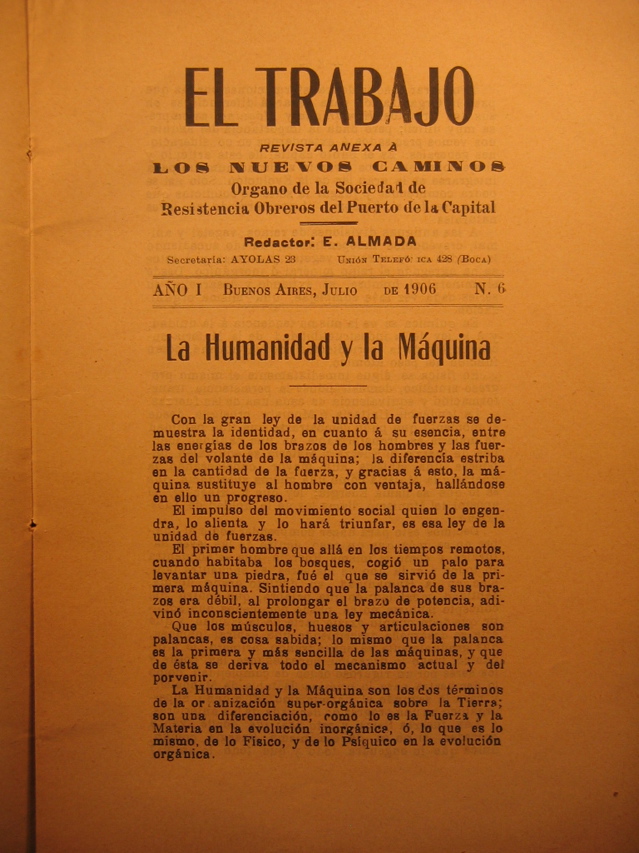 EL TRABAJO
REVISTA ANEXA À
LOS NUEVOS CAMINOS
Organo de la Sociedad de
Resistencia Obreros del Puerto de la Capital
Redactor: E. ALMADA
Secretaría: AYOLAS 23 UNIÓN TELEFÓ ICA 428 (BOCA)
AÑO I BUENOS AIRES, JULIO DE 1906 N. 6
La Humanidad y la Máquina
Con la gran ley de la unidad de fuerzas se de-
muestra la identidad, en cuanto á su esencia, entre
las energías de los brazos de los hombres y las fuer-
zas del volante de la máquina; la diferencia estriba
en la cantidad de la fuerza, y gracias á esto, la má-
quina sustituye al hombre con ventaja, hallándose
en ello un progreso.
El impulso del movimiento social quien lo engen-
dra, lo alienta y lo hará triunfar, es esa ley de la
unidad de fuerzas.
El primer hombre que allá en los tiempos remotos,
cuando habitaba los bosques, cogió un palo para
levantar una piedra, fué el que se sirvió de la pri-
mera máquina. Sintiendo que la palanca de sus bra-
zos era débil, al prolongar el brazo de potencia, adi-
vinó inconscientemente una ley mecánica.
Que los músculos, huesos y articulaciones son
palancas, es cosa sabida; lo mismo que la palanca
es la primera y más sencilla de las máquinas, y que
de ésta se deriva todo el mecanismo actual y del
porvenir.
La Humanidad y la Máquina son los dos términos
de la or anización super-orgánica sobre la Tierra;
son una diferenciación, como lo es la Fuerza y la
Materia en la evolución inorgánica, ó, lo que es lo
mismo, de lo Físico, y de lo Psíquico en la evolución
orgánica.